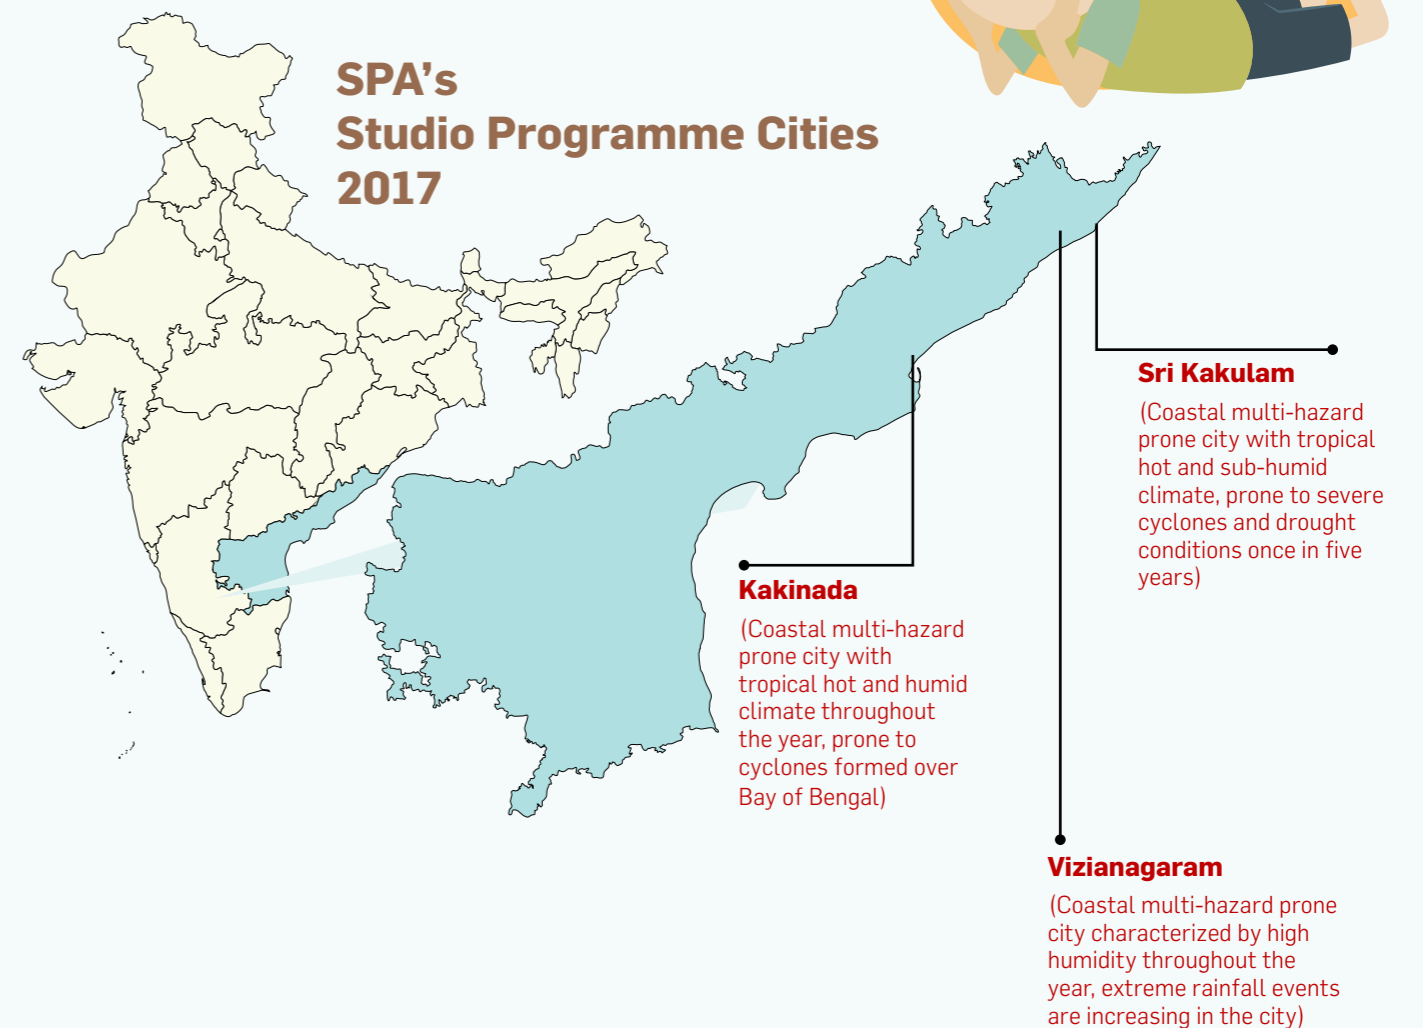 SPA's
Studio Programme Cities
2017
Sri Kakulam
(Coastal multi-hazard
prone city with tropical
hot and sub-humid
climate, prone to severe
cyclones and drought
conditions once in five
years)
Kakinada
(Coastal multi-hazard
prone city with
tropical hot and humid
climate throughout
the year, prone to
cyclones formed over
Bay of Bengal)
Vizianagaram
(Coastal multi-hazard prone
city characterized by high
humidity throughout the
year, extreme rainfall events
are increasing in the city)